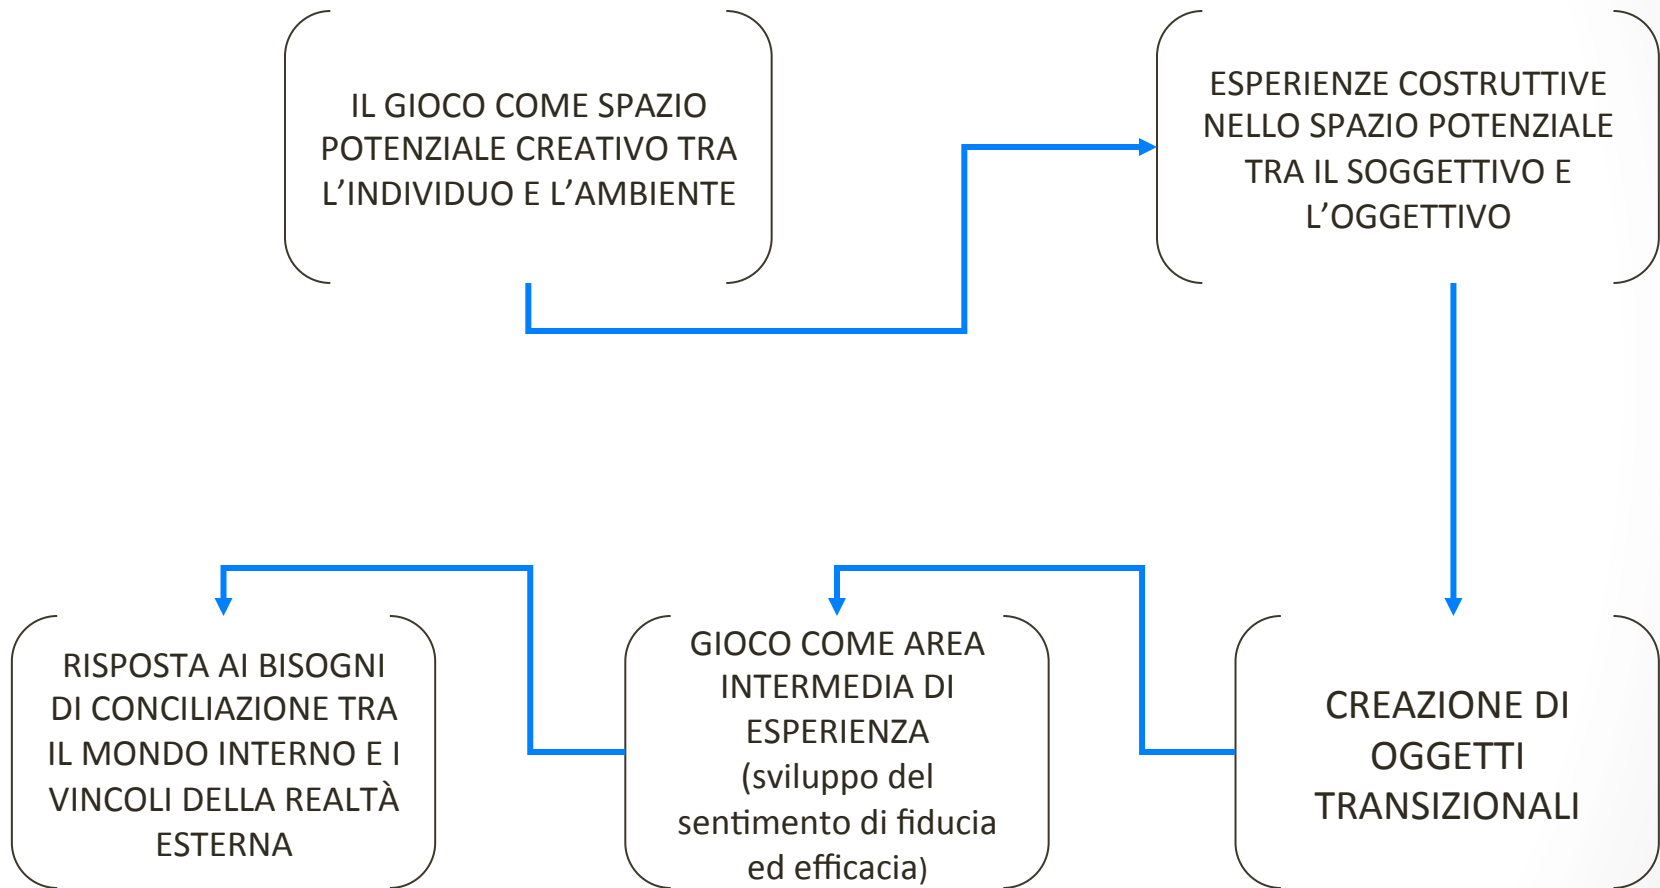 IL GIOCO COME SPAZIO
POTENZIALE CREATIVO TRA
L’INDIVIDUO E L’AMBIENTE
ESPERIENZE COSTRUTTIVE
NELLO SPAZIO POTENZIALE
TRA IL SOGGETTIVO E
L’OGGETTIVO
CREAZIONE DI
OGGETTI
TRANSIZIONALI
GIOCO COME AREA
INTERMEDIA DI
ESPERIENZA
(sviluppo del
sentimento di fiducia
ed efficacia)
RISPOSTA AI BISOGNI
DI CONCILIAZIONE TRA
IL MONDO INTERNO E I
VINCOLI DELLA REALTÀ
ESTERNA